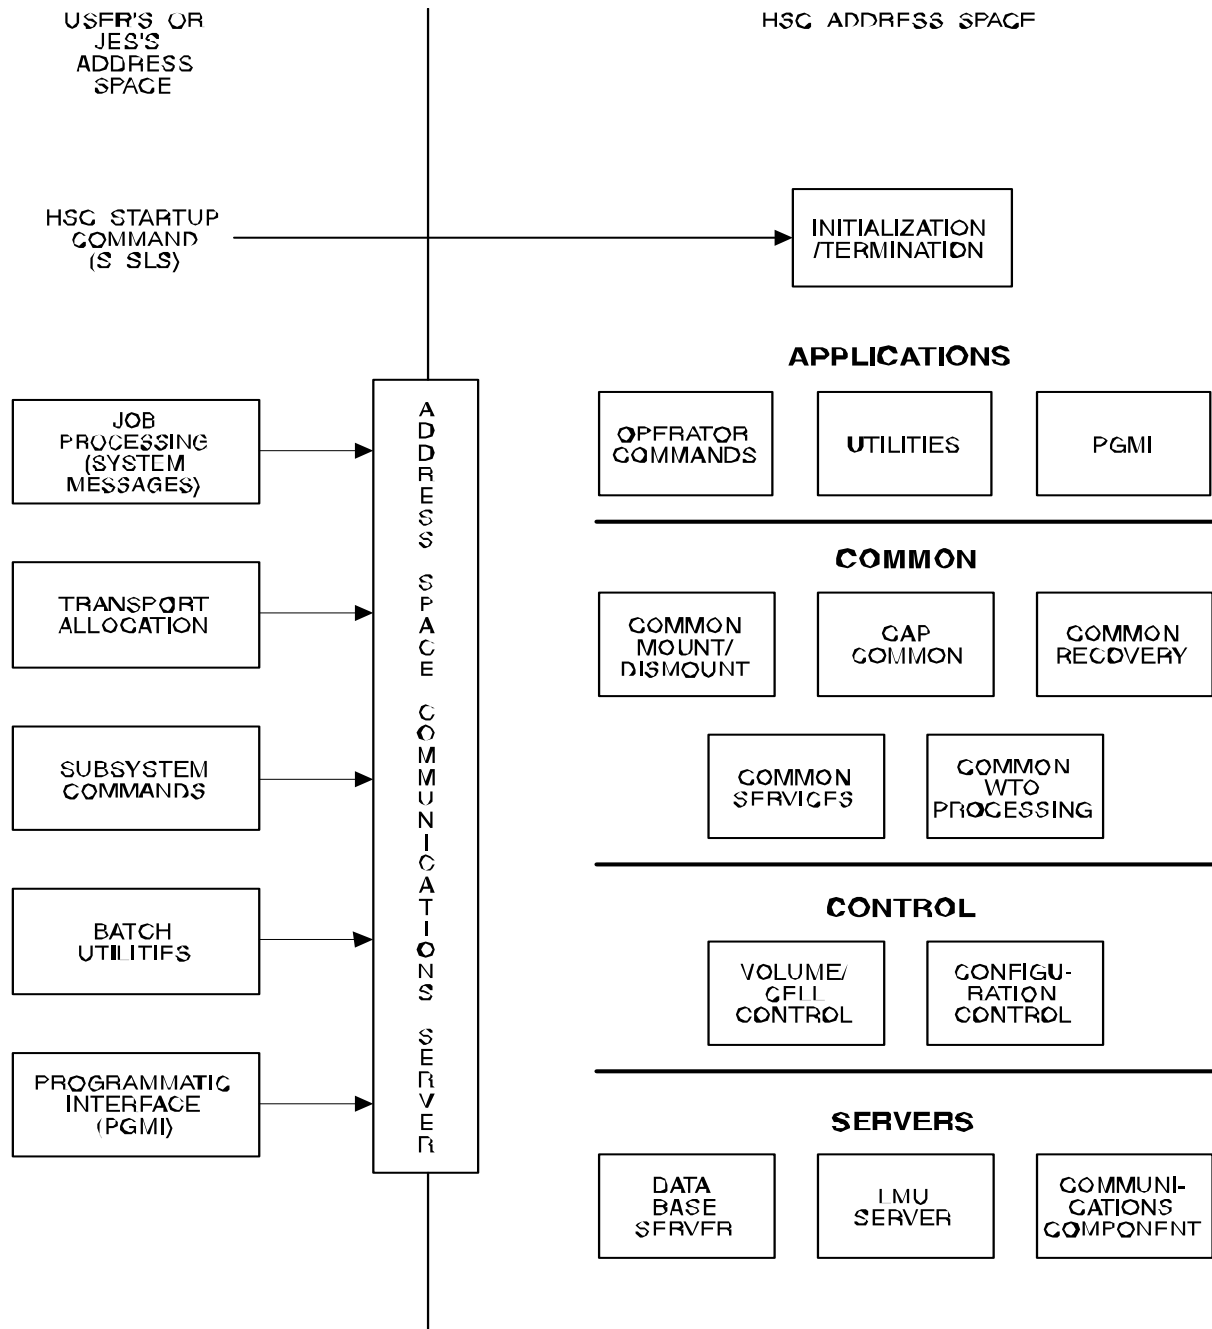 USER'S OR
JES'S
ADDRESS
SPACE
HSC ADDRESS SPACE
HSC STARTUP
COMMAND
(S SLS)
INITIALIZATION
/TERMINATION
JOB
PROCESSING
(SYSTEM
MESSAGES)
TRANSPORT
ALLOCATION
SUBSYSTEM
COMMANDS
BATCH
UTILITIES
PROGRAMMATIC
INTERFACE
(PGMI)
ADDRESS SPACE COMMUNICATIONS SERVER
APPLICATIONS
OPERATOR
COMMANDS
UTILITIES
PGMI
COMMON
COMMON
MOUNT/
DISMOUNT
CAP
COMMON
COMMON
RECOVERY
COMMON
SERVICES
COMMON
WTO
PROCESSING
CONTROL
VOLUME/
CELL
CONTROL
CONFIGU-
RATION
CONTROL
SERVERS
DATA
BASE
SERVER
LMU
SERVER
COMMUNI-
CATIONS
COMPONENT